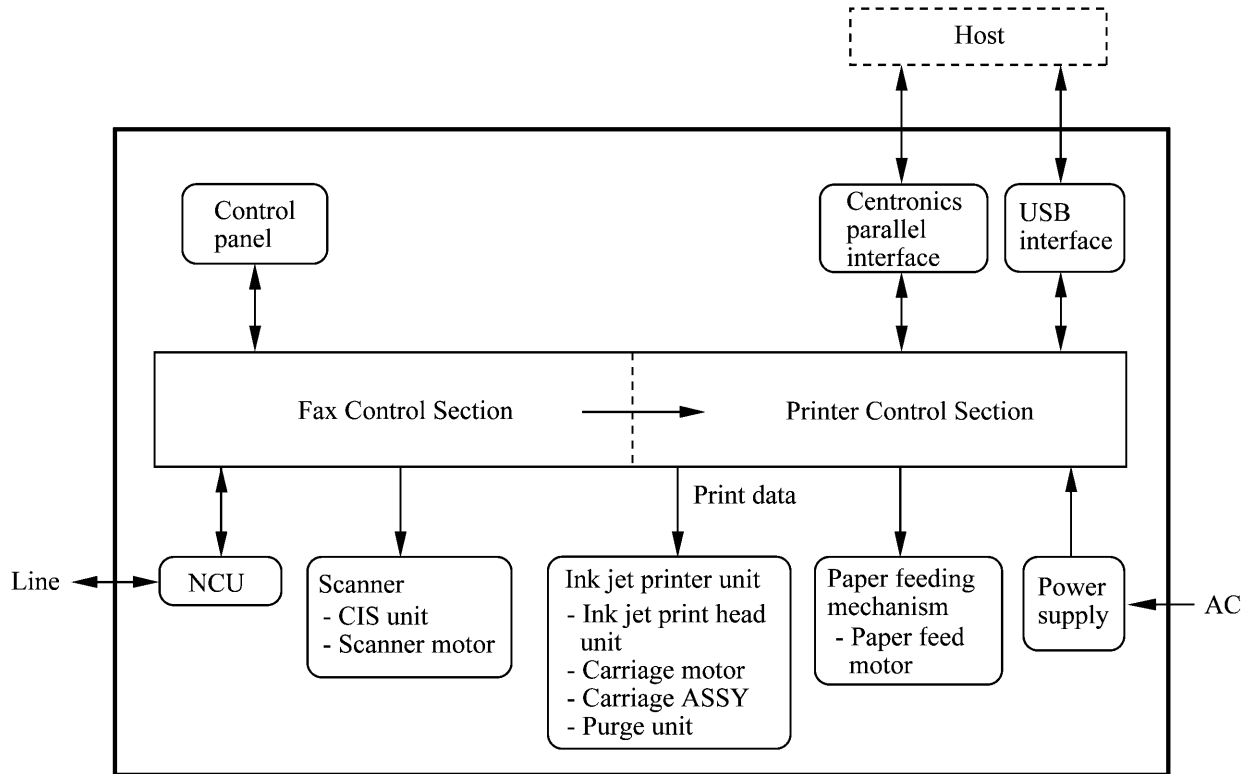 Host
Control
panel
Centronics
parallel
interface
USB
interface
Fax Control Section
Printer Control Section
Print data
Line
NCU
Scanner
- CIS unit
- Scanner motor
Ink jet printer unit
- Ink jet print head
unit
- Carriage motor
- Carriage ASSY
- Purge unit
Paper feeding
mechanism
- Paper feed
motor
Power
supply
AC